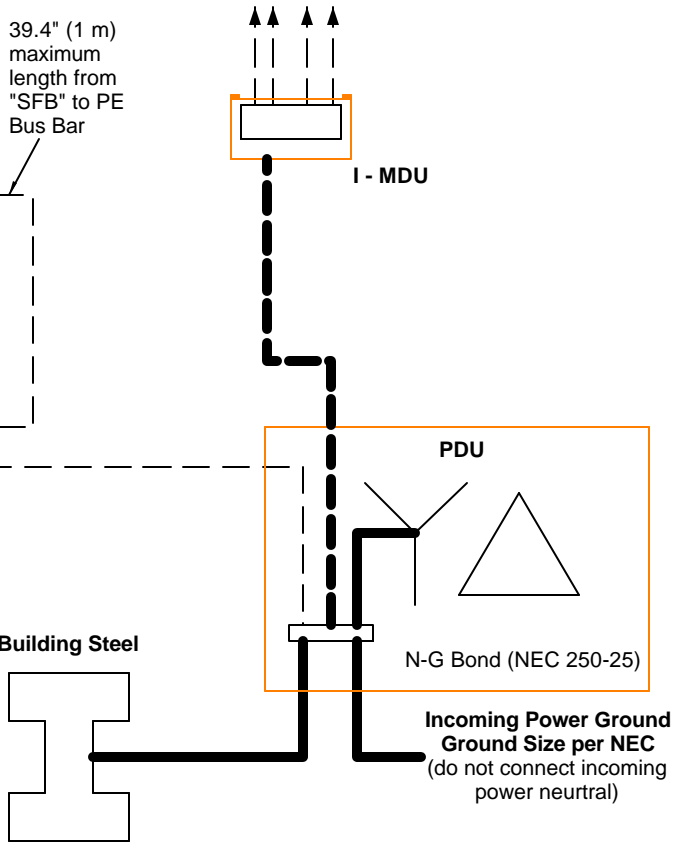 39.4" (1 m)
maximum
length from
"SFB" to PE
Bus Bar
I - MDU
PDU
N-G Bond (NEC 250-25)
Building Steel
Incoming Power Ground
Ground Size per NEC
(do not connect incoming
power neurtral)